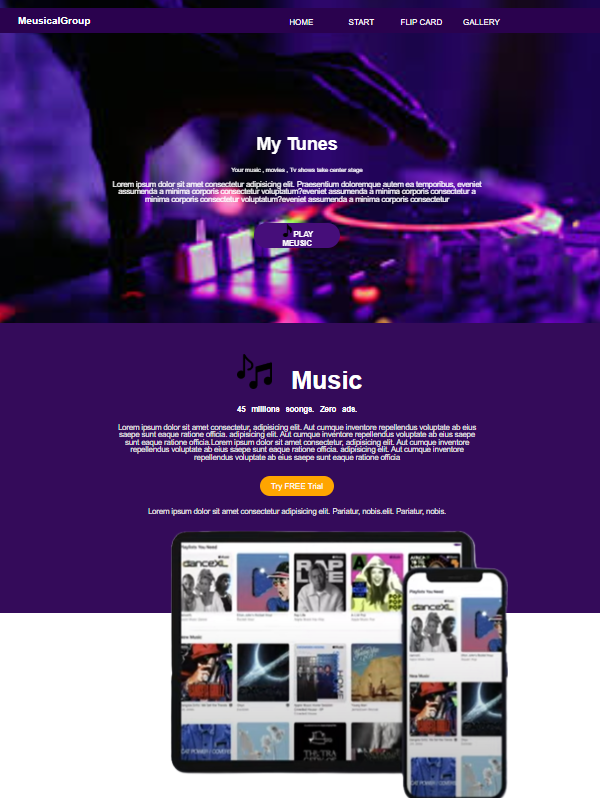 MeusicalGroup
HOME START FLIP CARD GALLERY
My Tunes
Your music , movies , Tv shows take center stage
Lorem ipsum dolor sit amet consectetur adipisicing elit. Praesentium doloremque autem ea temporibus, eveniet
assumenda a minima corporis consectetur voluptatum?eveniet assumenda a minima corporis consectetur a
minima corporis consectetur voluptatum?eveniet assumenda a minima corporis consectetur
PLAY
MEUSIC
Music
45 millions soongs. Zero ads.
Lorem ipsum dolor sit amet consectetur, adipisicing elit. Aut cumque inventore repellendus voluptate ab eius
saepe sunt eaque ratione officia. adipisicing elit. Aut cumque inventore repellendus voluptate ab eius saepe
sunt eaque ratione officia.Lorem ipsum dolor sit amet consectetur, adipisicing elit. Aut cumque inventore
repellendus voluptate ab eius saepe sunt eaque ratione officia. adipisicing elit. Aut cumque inventore
repellendus voluptate ab eius saepe sunt eaque ratione officia
Try FREE Trial
Lorem ipsum dolor sit amet consectetur adipisicing elit. Pariatur, nobis.elit. Pariatur, nobis.
Playlists You Need
danceXL
RAP
LIFE
New Music
CAT POWER
THE TRA
Playlists You Need
danceXL
New Music